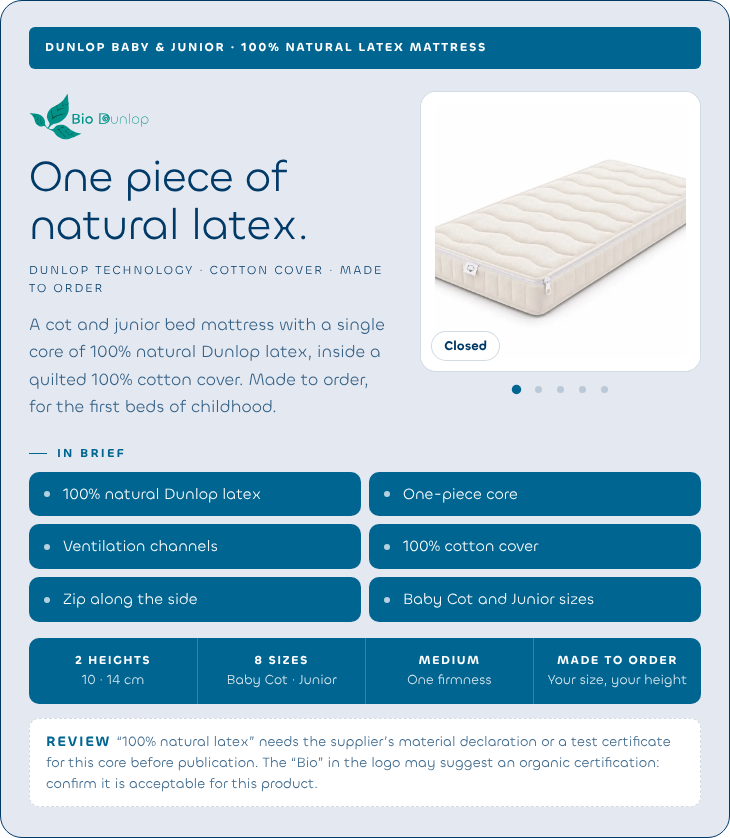 DUNLOP BABY & JUNIOR · 100% NATURAL LATEX MATTRESS
Bio Dunlop
One piece of
natural latex.
DUNLOP TECHNOLOGY · COTTON COVER · MADE
TO ORDER
A cot and junior bed mattress with a single
core of 100% natural Dunlop latex, inside a
quilted 100% cotton cover. Made to order,
for the first beds of childhood.
Closed
IN BRIEF
100% natural Dunlop latex
One-piece core
Ventilation channels
100% cotton cover
Zip along the side
Baby Cot and Junior sizes
2 HEIGHTS
10 · 14 cm
8 SIZES
Baby Cot · Junior
MEDIUM
One firmness
MADE TO ORDER
Your size, your height
REVIEW “100% natural latex” needs the supplier’s material declaration or a test certificate
for this core before publication. The “Bio” in the logo may suggest an organic certification:
confirm it is acceptable for this product.